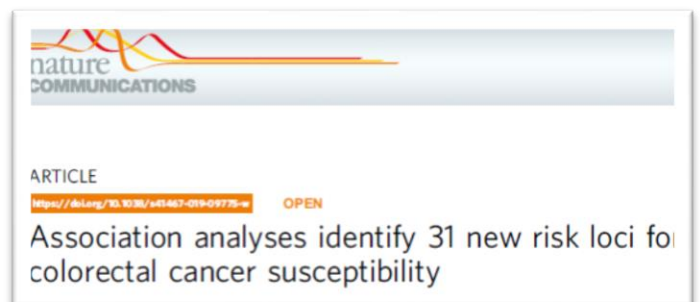 nature
COMMUNICATIONS
ARTICLE
https://doi.org/10.1038/s41467-019-09775-w OPEN
Association analyses identify 31 new risk loci for
colorectal cancer susceptibility